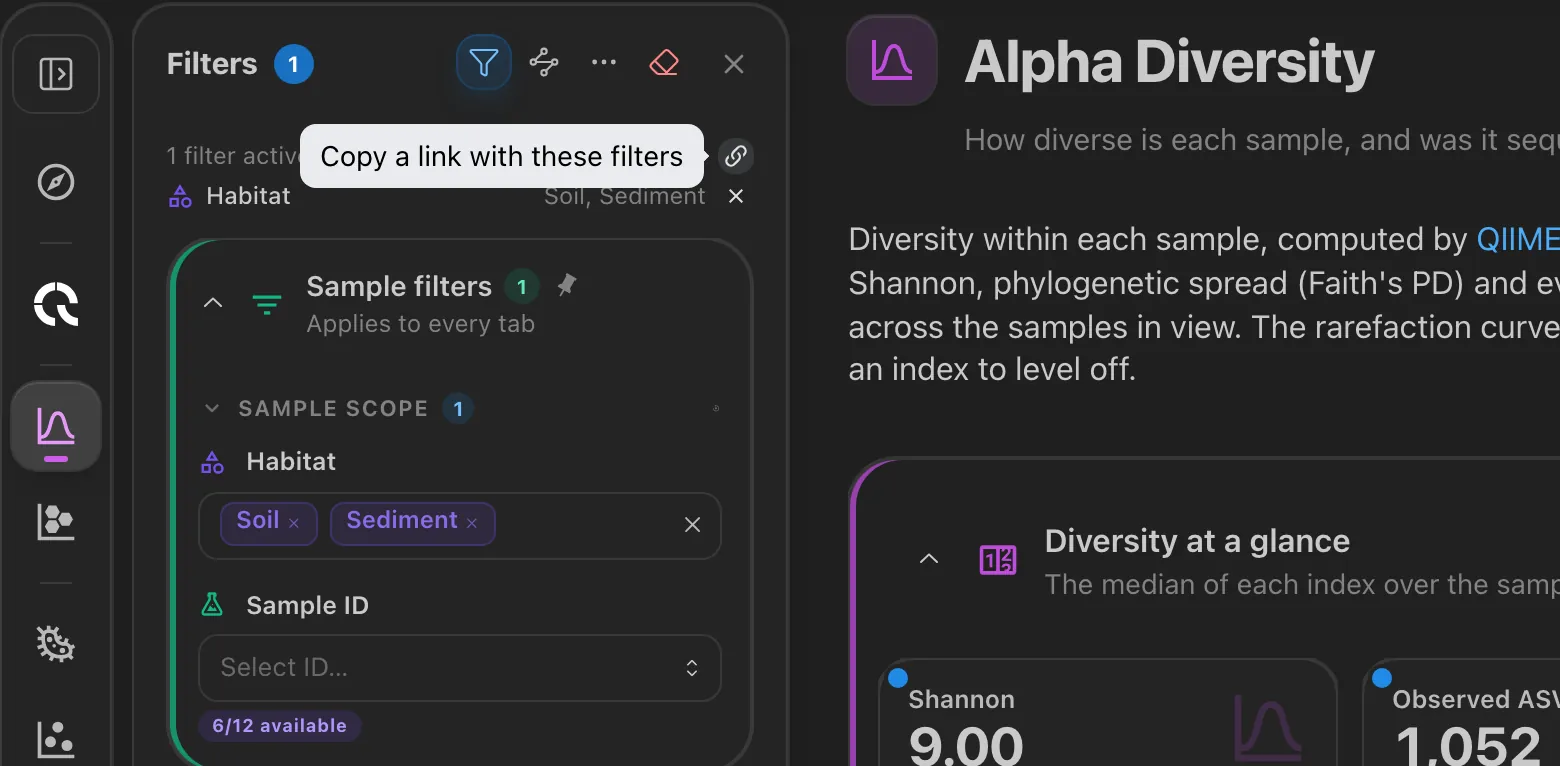 Filters 1
1 filter active
Copy a link with these filters
Habitat Soil, Sediment
Sample filters 1
Applies to every tab
SAMPLE SCOPE 1
Habitat
Soil × Sediment ×
Sample ID
Select ID...
6/12 available
Alpha Diversity
How diverse is each sample, and was it sequ
Diversity within each sample, computed by QIIME
Shannon, phylogenetic spread (Faith's PD) and ev
across the samples in view. The rarefaction curve
an index to level off.
Diversity at a glance
The median of each index over the samp
Shannon
9.00
Observed ASV
1,052